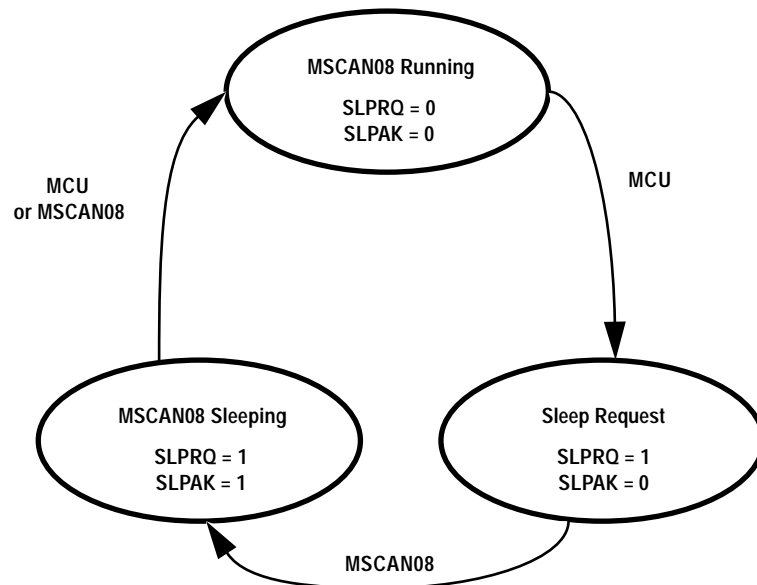 MSCAN08 Running
SLPRQ = 0
SLPAK = 0
MCU
or MSCAN08
MCU
MSCAN08 Sleeping
SLPRQ = 1
SLPAK = 1
Sleep Request
SLPRQ = 1
SLPAK = 0
MSCAN08